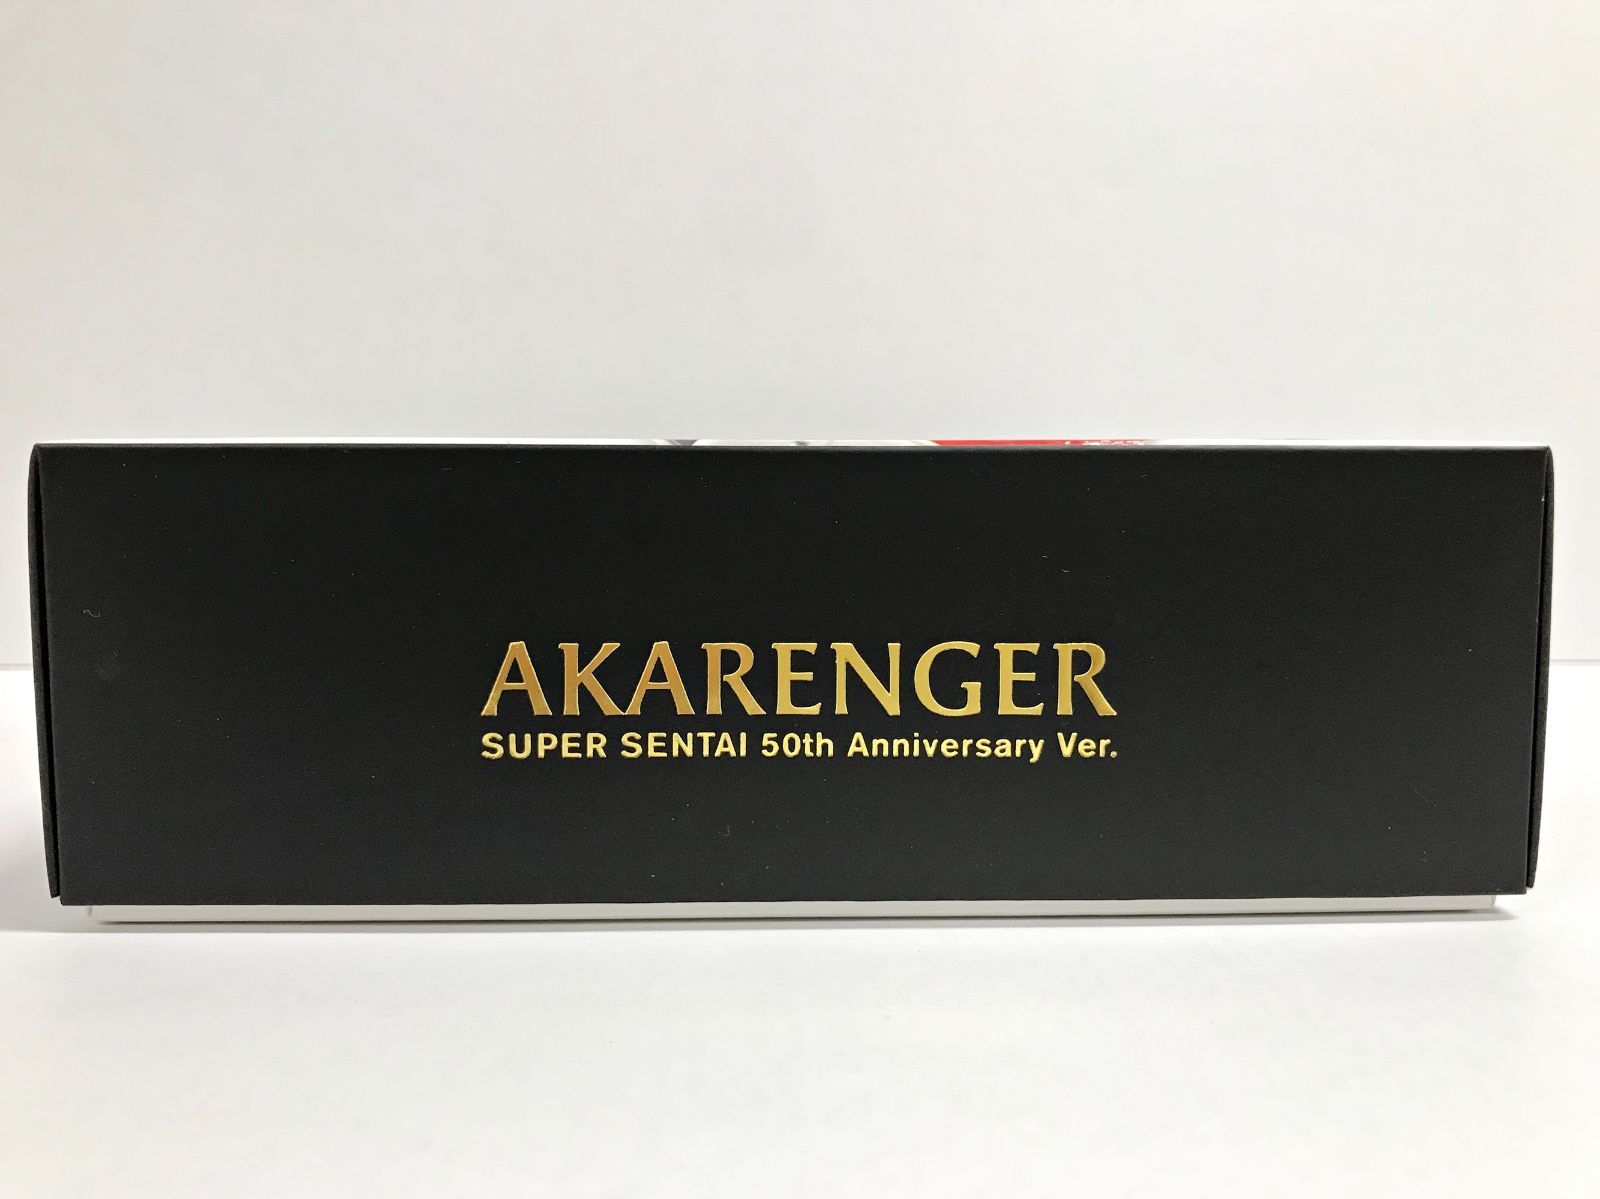 AKARENGER
SUPER SENTAI 50th Anniversary Ver.